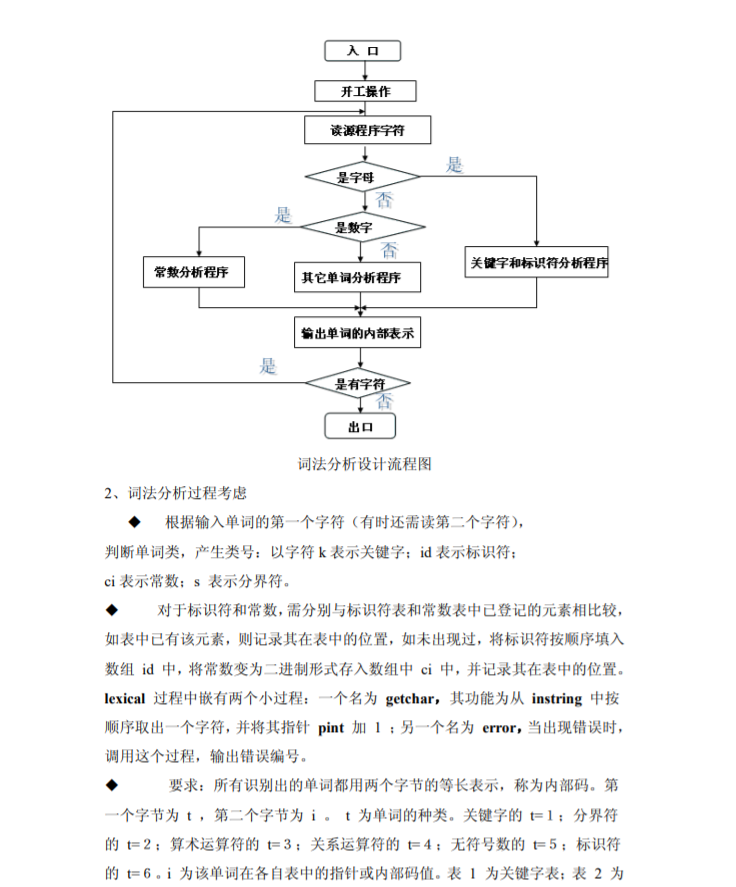 入 口
开工操作
读源程序字符
是字母
是
否
是数字
是
否
常数分析程序
其它单词分析程序
关键字和标识符分析程序
输出单词的内部表示
是
是有字符
否
出口
词法分析设计流程图
2、词法分析过程考虑
◆ 根据输入单词的第一个字符（有时还需读第二个字符），
判断单词类，产生类号：以字符 k 表示关键字；id 表示标识符；
ci 表示常数；s 表示分界符。
◆ 对于标识符和常数，需分别与标识符表和常数表中已登记的元素相比较，
如表中已有该元素，则记录其在表中的位置，如未出现过，将标识符按顺序填入
数组 id 中，将常数变为二进制形式存入数组中 ci 中，并记录其在表中的位置。
lexical 过程中嵌有两个小过程：一个名为 getchar，其功能为从 instring 中按
顺序取出一个字符，并将其指针 pint 加 1 ；另一个名为 error，当出现错误时，
调用这个过程，输出错误编号。
◆ 要求：所有识别出的单词都用两个字节的等长表示，称为内部码。第
一个字节为 t ，第二个字节为 i 。 t 为单词的种类。关键字的 t=1；分界符
的 t=2；算术运算符的 t=3；关系运算符的 t=4；无符号数的 t=5；标识符
的 t=6。i 为该单词在各自表中的指针或内部码值。表 1 为关键字表；表 2 为